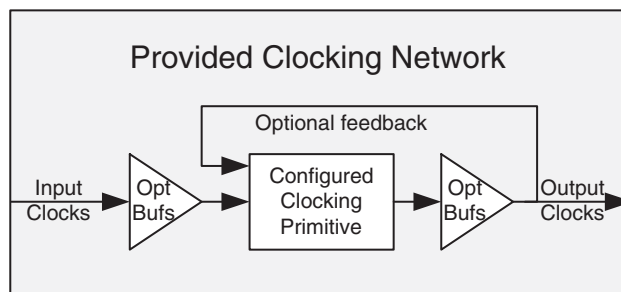 Provided Clocking Network
Optional feedback
Input
Clocks
Opt
Bufs
Configured
Clocking
Primitive
Opt
Bufs
Output
Clocks